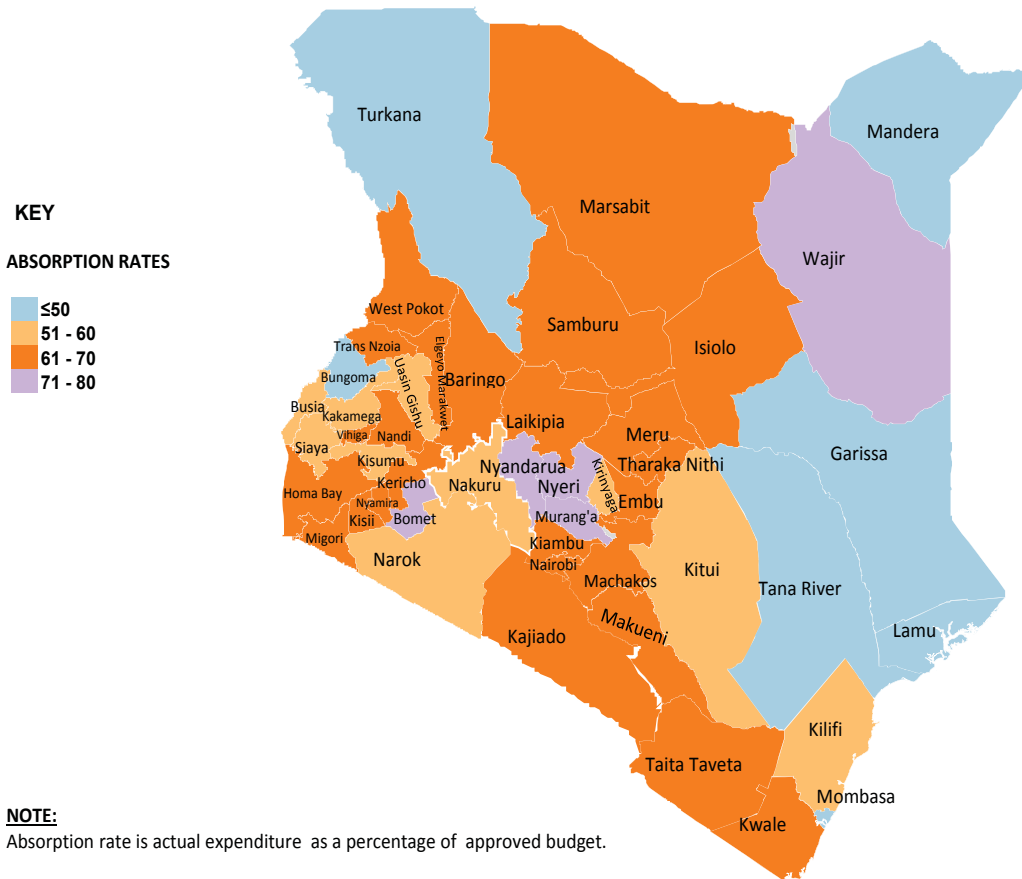 Turkana
Mandera
KEY
Marsabit
ABSORPTION RATES
Wajir
≤50
51 - 60
61 - 70
71 - 80
West Pokot
Samburu
Isiolo
Trans Nzoia
Elgeyo Marakwet
Baringo
Bungoma
Uasin Gishu
Busia
Kakamega
Laikipia
Vihiga
Nandi
Meru
Siaya
Kisumu
Garissa
Nyandarua
Tharaka Nithi
Kericho
Nakuru
Nyeri
Kirinyaga
Homa Bay
Nyamira
Embu
Kisii
Bomet
Murang'a
Migori
Kiambu
Narok
Nairobi
Kitui
Machakos
Tana River
Makueni
Lamu
Kajiado
Kilifi
Taita Taveta
Mombasa
Kwale
NOTE:
Absorption rate is actual expenditure as a percentage of approved budget.